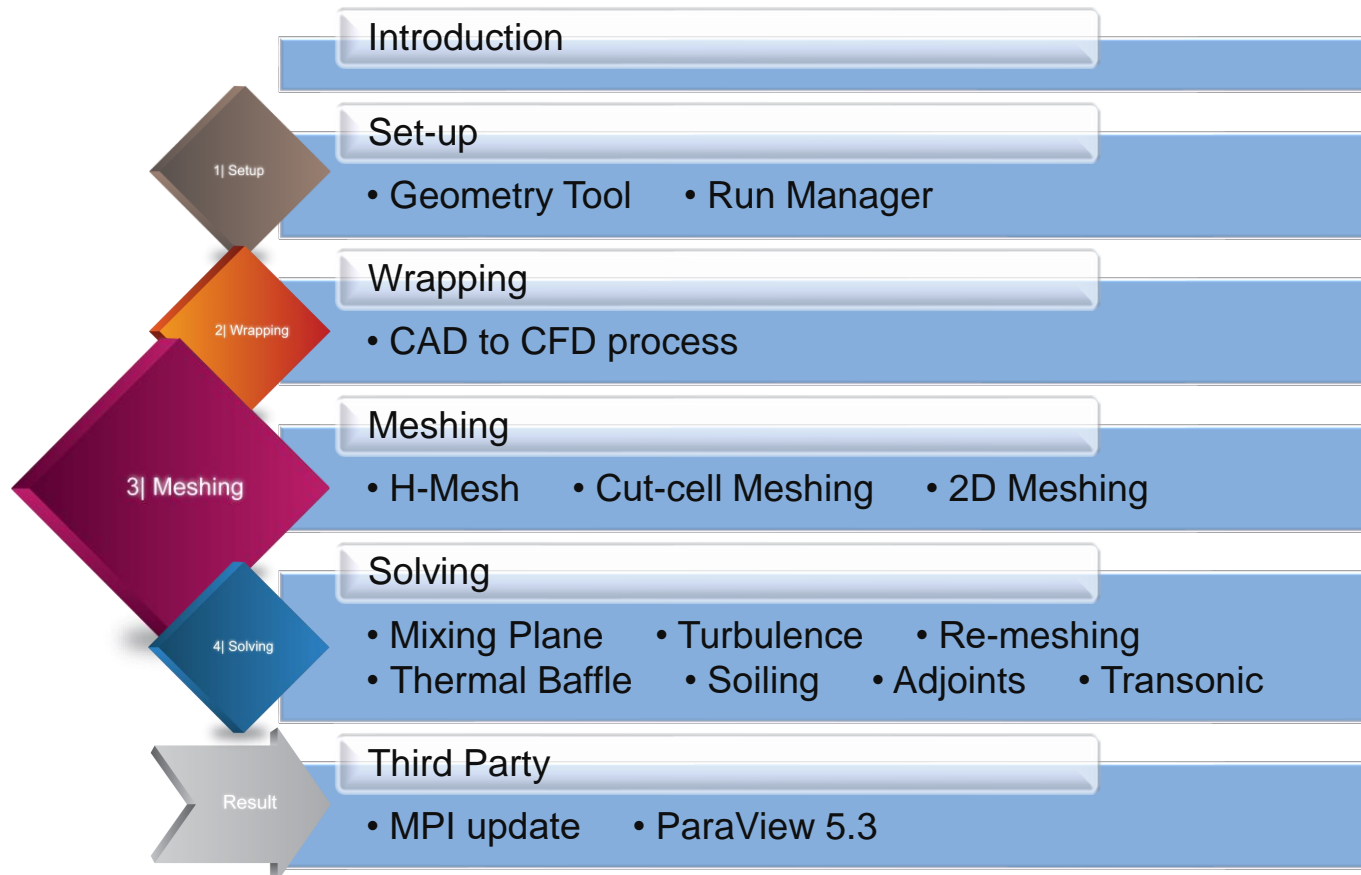 Introduction
1| Setup
Set-up
• Geometry Tool • Run Manager
2| Wrapping
Wrapping
• CAD to CFD process
3| Meshing
Meshing
• H-Mesh • Cut-cell Meshing • 2D Meshing
4| Solving
Solving
• Mixing Plane • Turbulence • Re-meshing
• Thermal Baffle • Soiling • Adjoints • Transonic
Result
Third Party
• MPI update • ParaView 5.3